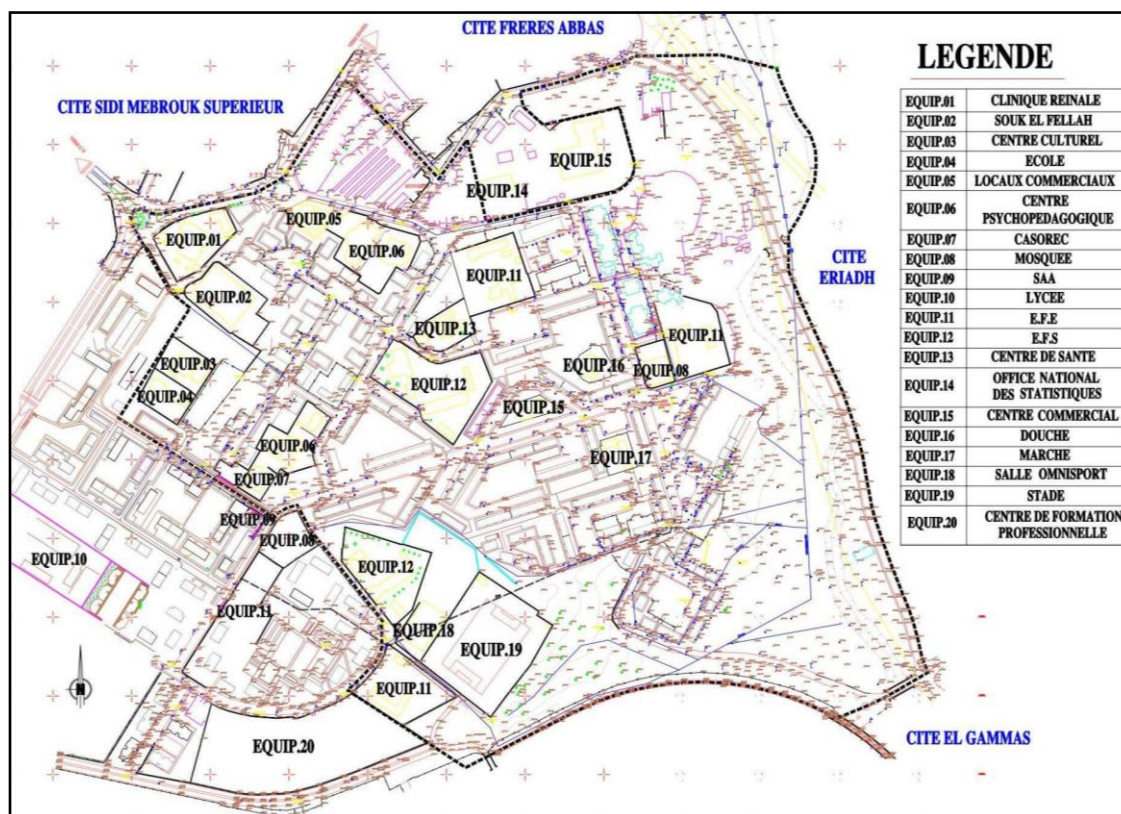 CITE FRERES ABBAS
CITE SIDI MEBROUK SUPERIEUR
EQUIP.15
EQUIP.14
EQUIP.05
EQUIP.01
EQUIP.06
EQUIP.11
CITE
ERIADH
EQUIP.02
EQUIP.13
EQUIP.11
EQUIP.03
EQUIP.16
EQUIP.08
EQUIP.12
EQUIP.04
EQUIP.15
EQUIP.06
EQUIP.17
EQUIP.07
EQUIP.09
EQUIP.08
EQUIP.10
EQUIP.12
EQUIP.11
EQUIP.18
EQUIP.19
EQUIP.11
N
EQUIP.20
CITE EL GAMMAS
LEGENDE
EQUIP.01 CLINIQUE REINALE
EQUIP.02 SOUK EL FELLAH
EQUIP.03 CENTRE CULTUREL
EQUIP.04 ECOLE
EQUIP.05 LOCAUX COMMERCIAUX
EQUIP.06 CENTRE
PSYCHOPEDAGOGIQUE
EQUIP.07 CASOREC
EQUIP.08 MOSQUEE
EQUIP.09 SAA
EQUIP.10 LYCEE
EQUIP.11 E.F.E
EQUIP.12 E.F.S
EQUIP.13 CENTRE DE SANTE
EQUIP.14 OFFICE NATIONAL
DES STATISTIQUES
EQUIP.15 CENTRE COMMERCIAL
EQUIP.16 DOUCHE
EQUIP.17 MARCHE
EQUIP.18 SALLE OMNISPORT
EQUIP.19 STADE
EQUIP.20 CENTRE DE FORMATION
PROFESSIONNELLE